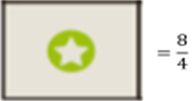 = 8/4